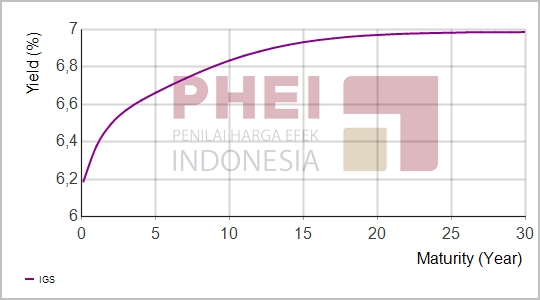 Yield (%)
7
6,8
6,6
6,4
6,2
6
PHEI
PENILAI HARGA EFEK
INDONESIA
0
5
10
15
20
25
30
Maturity (Year)
IGS